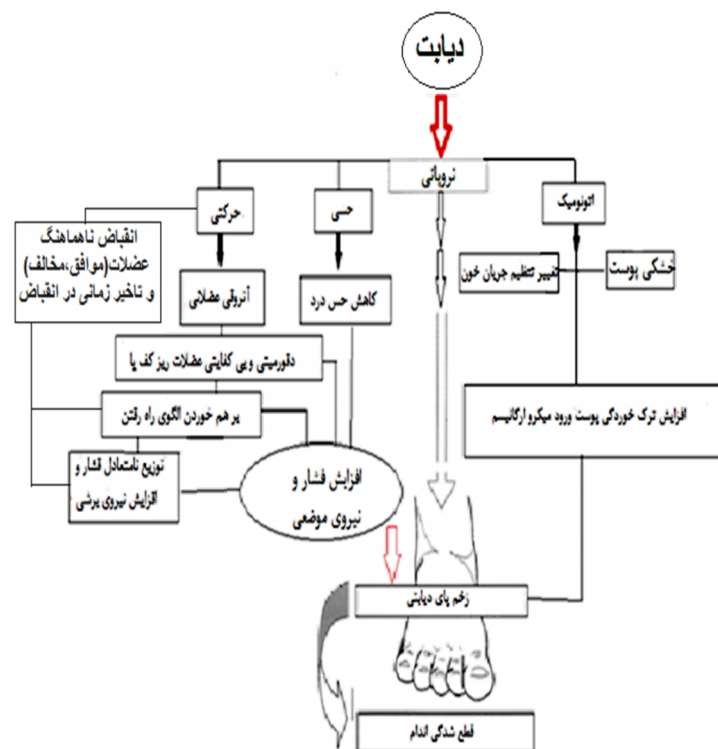 دیابت
نروپاتی
اتونومیک
حسی
حرکتی
انقباض ناهماهنگ
عضلات(موافق،مخالف)
و تاخیر زمانی در انقباض
خشکی پوست
تغییر تنظیم جریان خون
کاهش حس درد
آتروفی عضلانی
دفورمیتی و بی کفایتی عضلات ریز کف پا
افزایش ترک خوردگی پوست ورود میکرو ارگانیسم
بر هم خوردن الگوی راه رفتن
توزیع نامتعادل فشار و
افزایش نیروی برشی
افزایش فشار و
نیروی موضعی
زخم پای دیابتی
قطع شدگی اندام